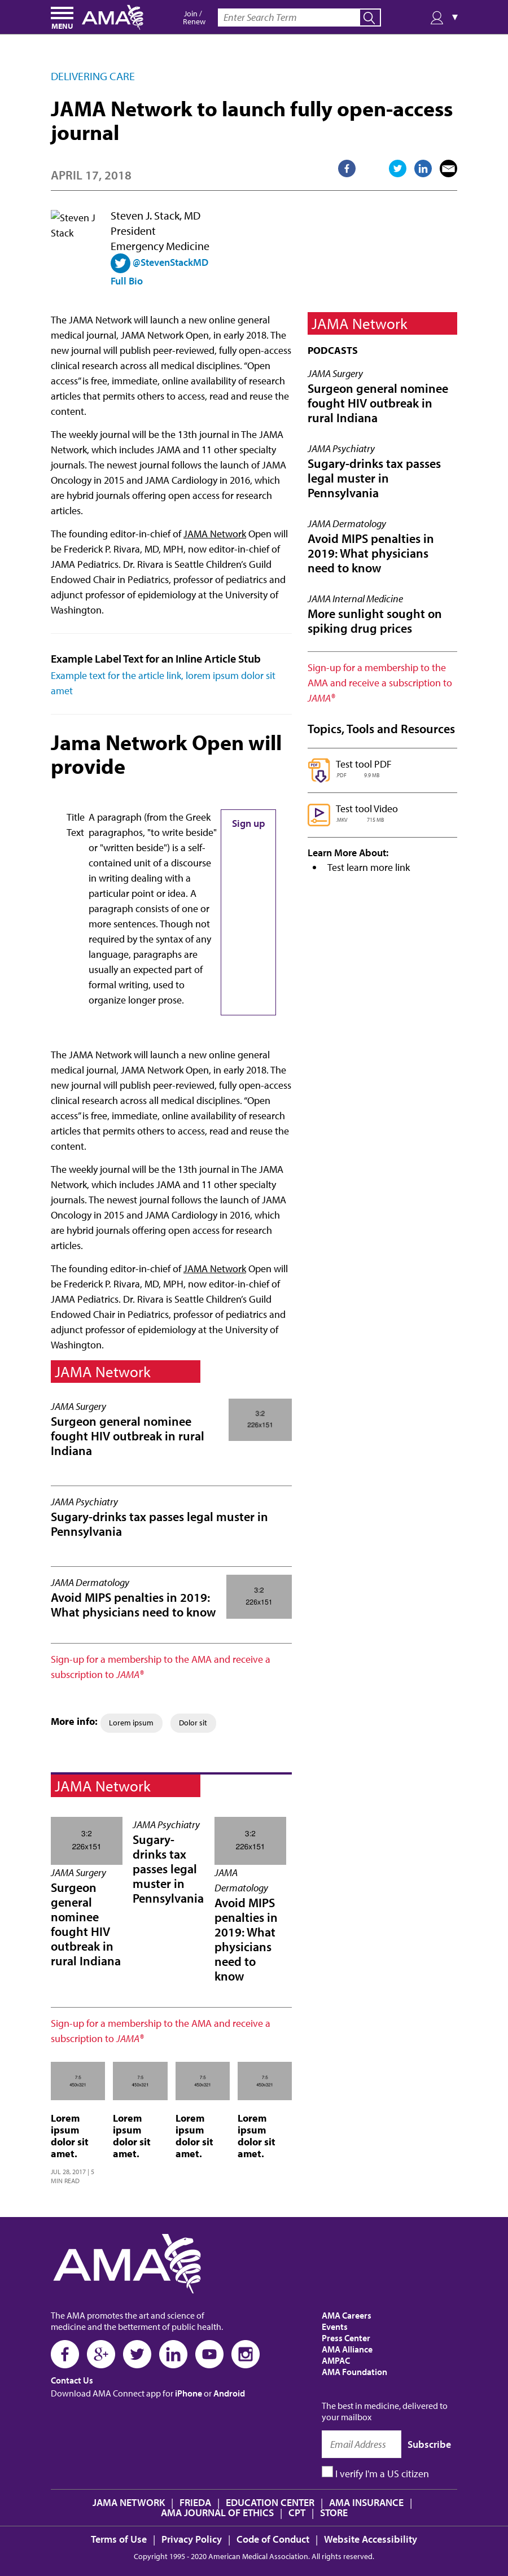 MENU
AMA
Join /
Renew
Enter Search Term
▼
DELIVERING CARE
JAMA Network to launch fully open-access
journal
APRIL 17, 2018
Steven J
Stack
Steven J. Stack, MD
President
Emergency Medicine
@StevenStackMD
Full Bio
The JAMA Network will launch a new online general
medical journal, JAMA Network Open, in early 2018. The
new journal will publish peer-reviewed, fully open-access
clinical research across all medical disciplines. “Open
access” is free, immediate, online availability of research
articles that permits others to access, read and reuse the
content.
The weekly journal will be the 13th journal in The JAMA
Network, which includes JAMA and 11 other specialty
journals. The newest journal follows the launch of JAMA
Oncology in 2015 and JAMA Cardiology in 2016, which
are hybrid journals offering open access for research
articles.
The founding editor-in-chief of JAMA Network Open will
be Frederick P. Rivara, MD, MPH, now editor-in-chief of
JAMA Pediatrics. Dr. Rivara is Seattle Children’s Guild
Endowed Chair in Pediatrics, professor of pediatrics and
adjunct professor of epidemiology at the University of
Washington.
Example Label Text for an Inline Article Stub
Example text for the article link, lorem ipsum dolor sit
amet
Jama Network Open will
provide
Title
Text
A paragraph (from the Greek
paragraphos, "to write beside"
or "written beside") is a self-
contained unit of a discourse
in writing dealing with a
particular point or idea. A
paragraph consists of one or
more sentences. Though not
required by the syntax of any
language, paragraphs are
usually an expected part of
formal writing, used to
organize longer prose.
Sign up
The JAMA Network will launch a new online general
medical journal, JAMA Network Open, in early 2018. The
new journal will publish peer-reviewed, fully open-access
clinical research across all medical disciplines. “Open
access” is free, immediate, online availability of research
articles that permits others to access, read and reuse the
content.
The weekly journal will be the 13th journal in The JAMA
Network, which includes JAMA and 11 other specialty
journals. The newest journal follows the launch of JAMA
Oncology in 2015 and JAMA Cardiology in 2016, which
are hybrid journals offering open access for research
articles.
The founding editor-in-chief of JAMA Network Open will
be Frederick P. Rivara, MD, MPH, now editor-in-chief of
JAMA Pediatrics. Dr. Rivara is Seattle Children’s Guild
Endowed Chair in Pediatrics, professor of pediatrics and
adjunct professor of epidemiology at the University of
Washington.
JAMA Network
JAMA Surgery
Surgeon general nominee
fought HIV outbreak in rural
Indiana
3:2
226x151
JAMA Psychiatry
Sugary-drinks tax passes legal muster in
Pennsylvania
JAMA Dermatology
Avoid MIPS penalties in 2019:
What physicians need to know
3:2
226x151
Sign-up for a membership to the AMA and receive a
subscription to JAMA®
More info:
Lorem ipsum
Dolor sit
JAMA Network
3:2
226x151
JAMA Surgery
Surgeon
general
nominee
fought HIV
outbreak in
rural Indiana
JAMA Psychiatry
Sugary-
drinks tax
passes legal
muster in
Pennsylvania
3:2
226x151
JAMA
Dermatology
Avoid MIPS
penalties in
2019: What
physicians
need to
know
Sign-up for a membership to the AMA and receive a
subscription to JAMA®
7:5
450x321
7:5
450x321
7:5
450x321
7:5
450x321
Lorem
ipsum
dolor sit
amet.
JUL 28, 2017 | 5
MIN READ
Lorem
ipsum
dolor sit
amet.
Lorem
ipsum
dolor sit
amet.
Lorem
ipsum
dolor sit
amet.
JAMA Network
PODCASTS
JAMA Surgery
Surgeon general nominee
fought HIV outbreak in
rural Indiana
JAMA Psychiatry
Sugary-drinks tax passes
legal muster in
Pennsylvania
JAMA Dermatology
Avoid MIPS penalties in
2019: What physicians
need to know
JAMA Internal Medicine
More sunlight sought on
spiking drug prices
Sign-up for a membership to the
AMA and receive a subscription to
JAMA®
Topics, Tools and Resources
PDF
Test tool PDF
.PDF 9.9 MB
Test tool Video
.MKV 715 MB
Learn More About:
• Test learn more link
AMA
The AMA promotes the art and science of
medicine and the betterment of public health.
Contact Us
Download AMA Connect app for iPhone or Android
AMA Careers
Events
Press Center
AMA Alliance
AMPAC
AMA Foundation
The best in medicine, delivered to
your mailbox
Email Address
Subscribe
I verify I'm a US citizen
JAMA NETWORK | FRIEDA | EDUCATION CENTER | AMA INSURANCE |
AMA JOURNAL OF ETHICS | CPT | STORE
Terms of Use | Privacy Policy | Code of Conduct | Website Accessibility
Copyright 1995 - 2020 American Medical Association. All rights reserved.